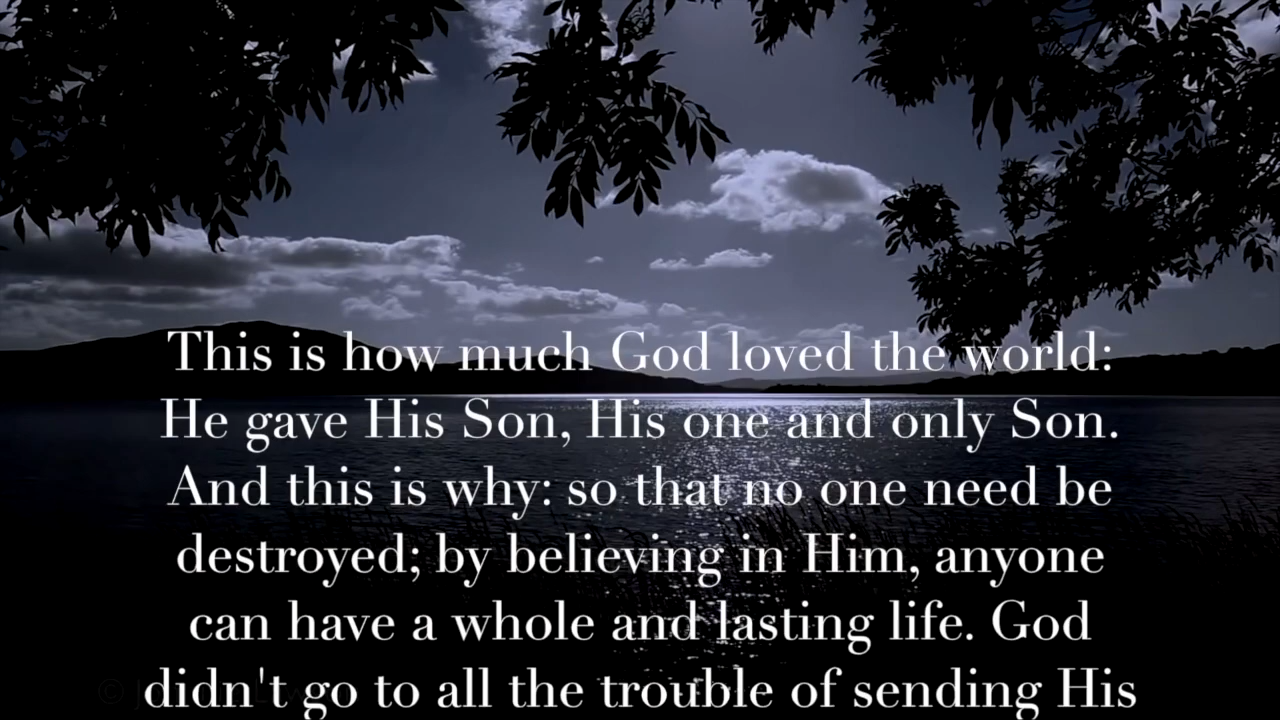 This is how much God loved the world:
He gave His Son, His one and only Son.
And this is why: so that no one need be
destroyed; by believing in Him, anyone
can have a whole and lasting life. God
didn't go to all the trouble of sending His